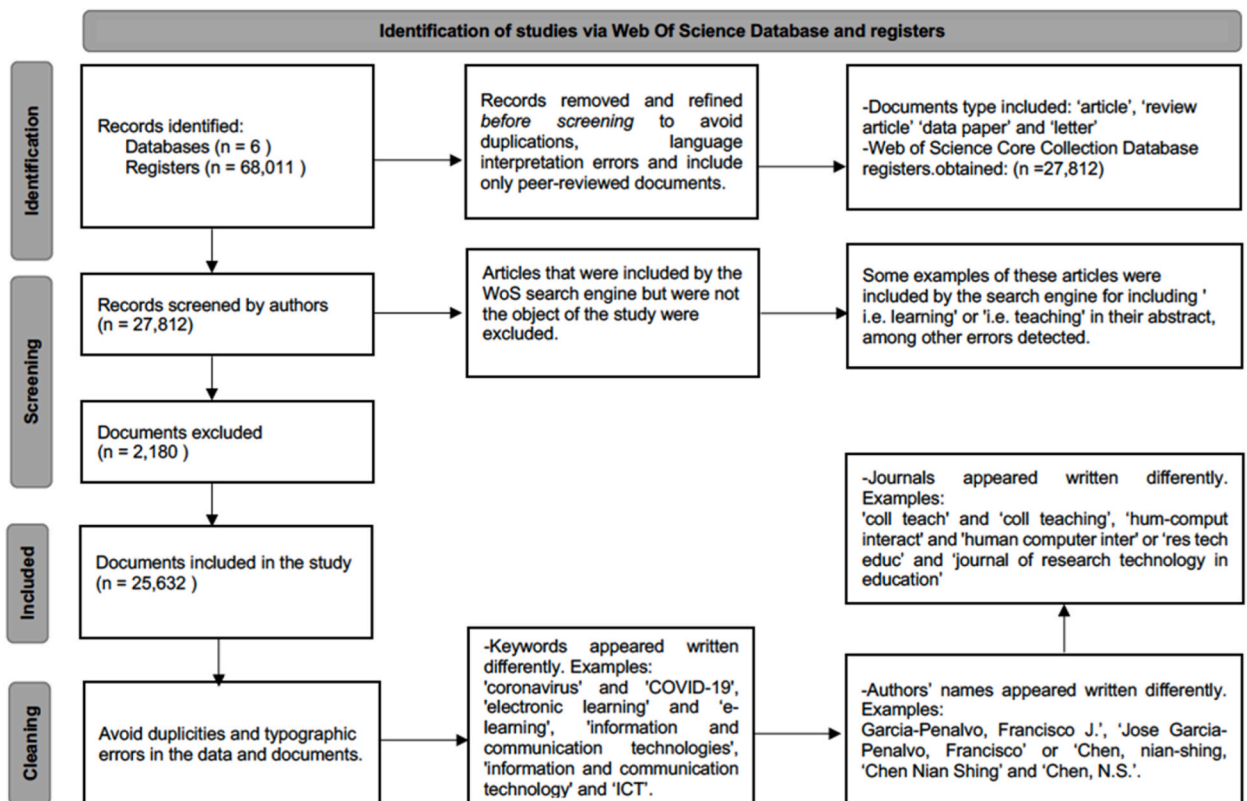 Identification of studies via Web Of Science Database and registers
Identification
Records identified:
Databases (n = 6 )
Registers (n = 68,011 )
Records removed and refined
before screening to avoid
duplications, language
interpretation errors and include
only peer-reviewed documents.
-Documents type included: ‘article’, ‘review
article’ ‘data paper’ and ‘letter’
-Web of Science Core Collection Database
registers.obtained: (n =27,812)
Screening
Records screened by authors
(n = 27,812)
Articles that were included by the
WoS search engine but were not
the object of the study were
excluded.
Some examples of these articles were
included by the search engine for including '
i.e. learning' or 'i.e. teaching' in their abstract,
among other errors detected.
Documents excluded
(n = 2,180 )
Included
Documents included in the study
(n = 25,632 )
-Journals appeared written differently.
Examples:
'coll teach' and ‘coll teaching’, ‘hum-comput
interact’ and 'human computer inter’ or ‘res tech
educ’ and ‘journal of research technology in
education’
Cleaning
Avoid duplicities and typographic
errors in the data and documents.
-Keywords appeared written
differently. Examples:
'coronavirus' and 'COVID-19',
'electronic learning' and 'e-
learning', 'information and
communication technologies',
'information and communication
technology' and 'ICT'.
-Authors’ names appeared written differently.
Examples:
Garcia-Penalvo, Francisco J.’, ‘Jose Garcia-
Penalvo, Francisco’ or ‘Chen, nian-shing,
‘Chen Nian Shing’ and ‘Chen, N.S.’.